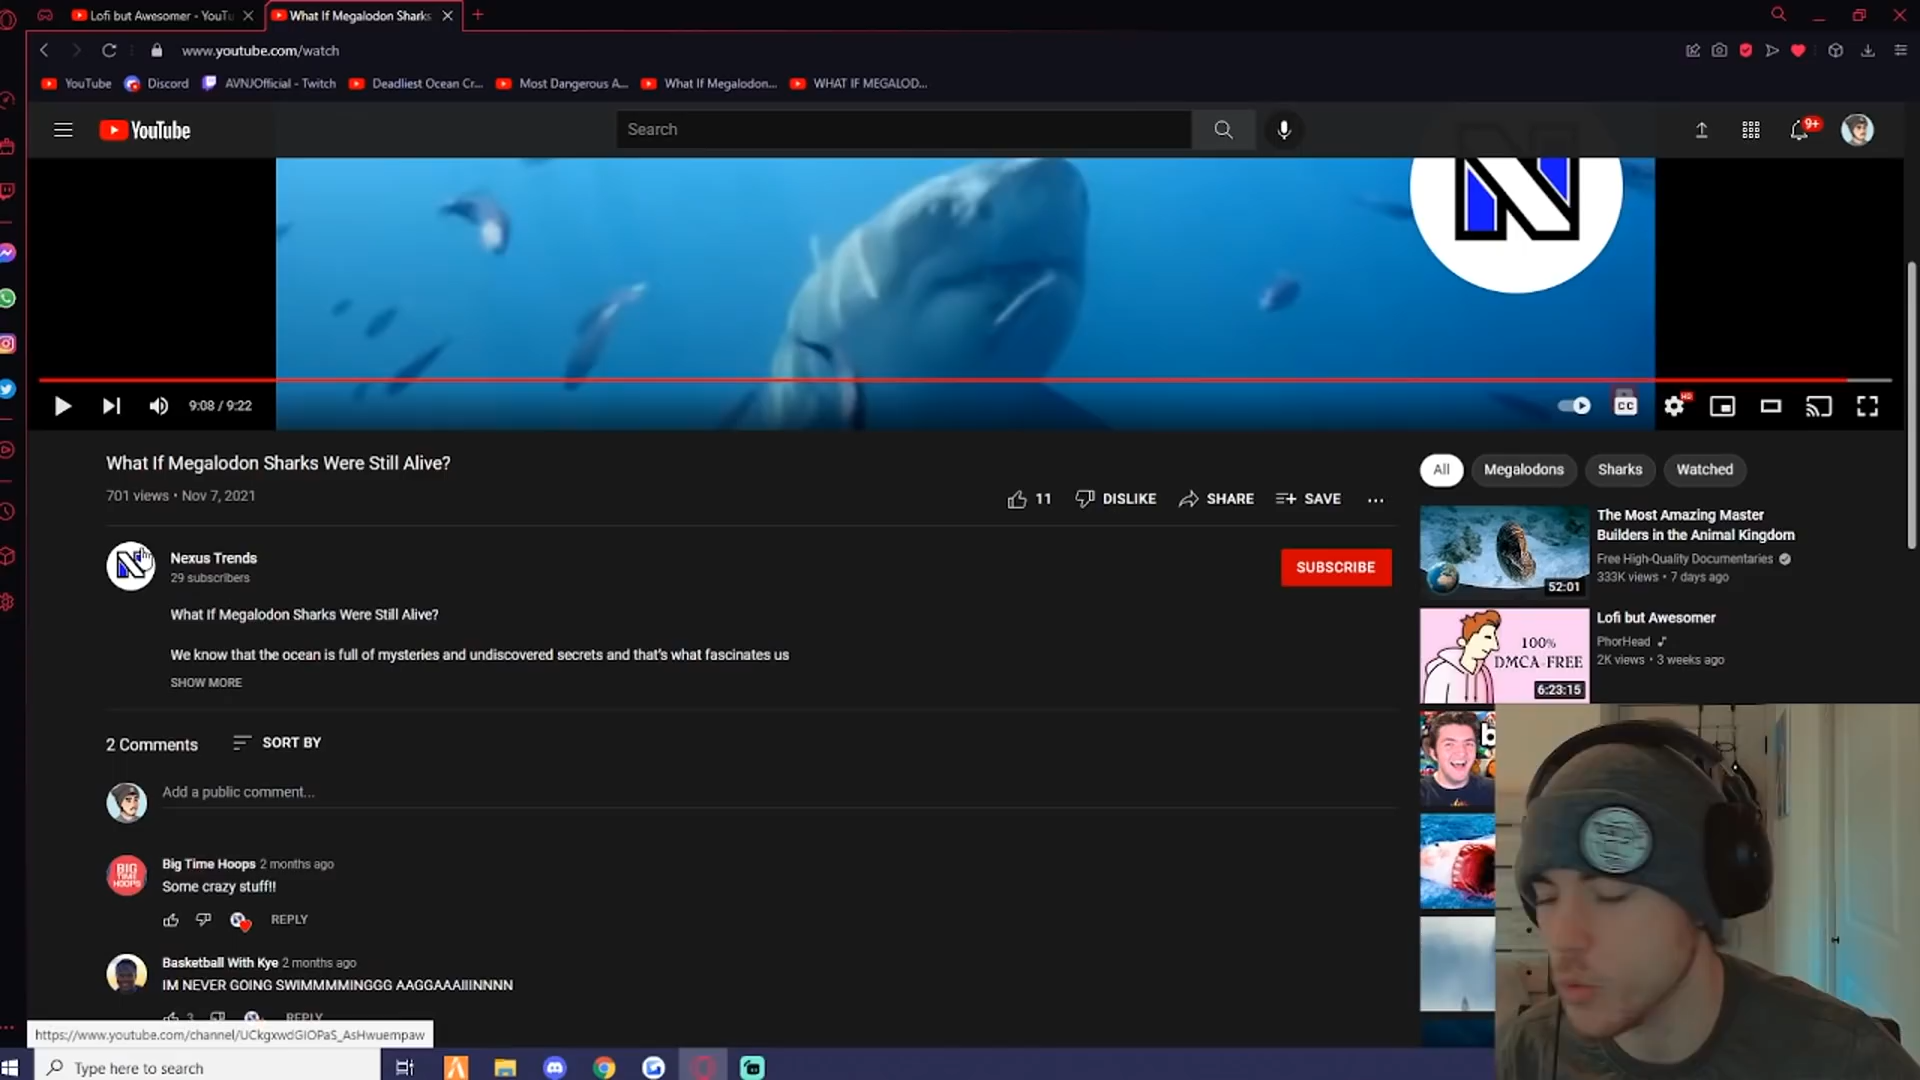 Lofi but Awesomer - YouTu
What If Megalodon Sharks
www.youtube.com/watch
YouTube
Discord
AVNJOfficial - Twitch
Deadliest Ocean Cr...
Most Dangerous A...
What If Megalodon...
WHAT IF MEGALOD...
YouTube
Search
9+
N
9:08 / 9:22
CC
HD
What If Megalodon Sharks Were Still Alive?
701 views • Nov 7, 2021
11
DISLIKE
SHARE
SAVE
All
Megalodons
Sharks
Watched
Nexus Trends
29 subscribers
SUBSCRIBE
What If Megalodon Sharks Were Still Alive?
We know that the ocean is full of mysteries and undiscovered secrets and that's what fascinates us
SHOW MORE
The Most Amazing Master
Builders in the Animal Kingdom
Free High-Quality Documentaries
333K views • 7 days ago
52:01
Lofi but Awesomer
PhorHead
2K views • 3 weeks ago
100%
DMCA-FREE
6:23:15
2 Comments
SORT BY
Add a public comment...
BIG
TIME
HOOPS
Big Time Hoops 2 months ago
Some crazy stuff!!
REPLY
Basketball With Kye 2 months ago
IM NEVER GOING SWIMMMMINGGG AAGGAAAIIINNNN
3
REPLY
https://www.youtube.com/channel/UCkgxwdGIOPaS_AsHwuempaw
Type here to search